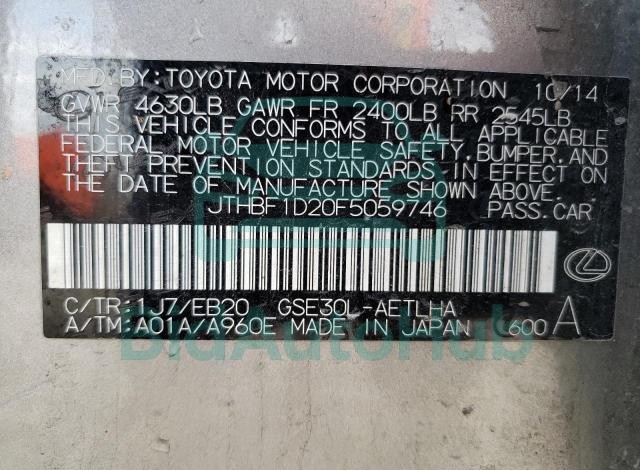 MFD. BY: TOYOTA MOTOR CORPORATION 10/14
GVWR 4630LB GAWR FR 2400LB RR 2545LB
THIS VEHICLE CONFORMS TO ALL APPLICABLE
FEDERAL MOTOR VEHICLE SAFETY, BUMPER, AND
THEFT PREVENTION STANDARDS IN EFFECT ON
THE DATE OF MANUFACTURE SHOWN ABOVE.
JTHBF1D20F5059746 PASS. CAR
C/TR: 1J7/EB20 GSE30L-AETLHA
A/TM: A01A/A960E MADE IN JAPAN L600 A
BidAutoHub